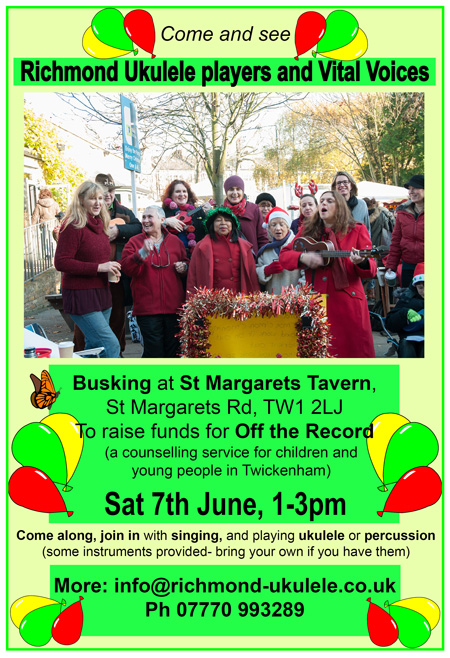 Come and see
Richmond Ukulele players and Vital Voices
Busking at St Margarets Tavern,
St Margarets Rd, TW1 2LJ
To raise funds for Off the Record
(a counselling service for children and
young people in Twickenham)
Sat 7th June, 1-3pm
Come along, join in with singing, and playing ukulele or percussion
(some instruments provided- bring your own if you have them)
More: info@richmond-ukulele.co.uk
Ph 07770 993289